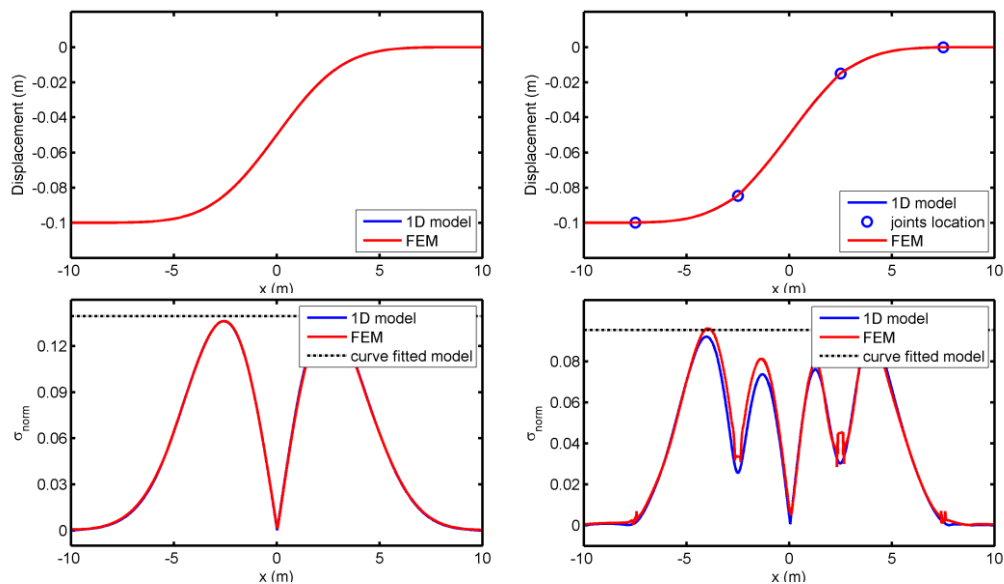 0
-0.02
-0.04
-0.06
-0.08
-0.1
Displacement (m)
-10
-5
0
5
10
x (m)
1D model
FEM
0
-0.02
-0.04
-0.06
-0.08
-0.1
Displacement (m)
-10
-5
0
5
10
x (m)
1D model
joints location
FEM
0.12
0.09
0.06
0.03
0
σnorm
-10
-5
0
5
10
x (m)
1D model
FEM
curve fitted model
0.08
0.06
0.04
0.02
0
σnorm
-10
-5
0
5
10
x (m)
1D model
FEM
curve fitted model